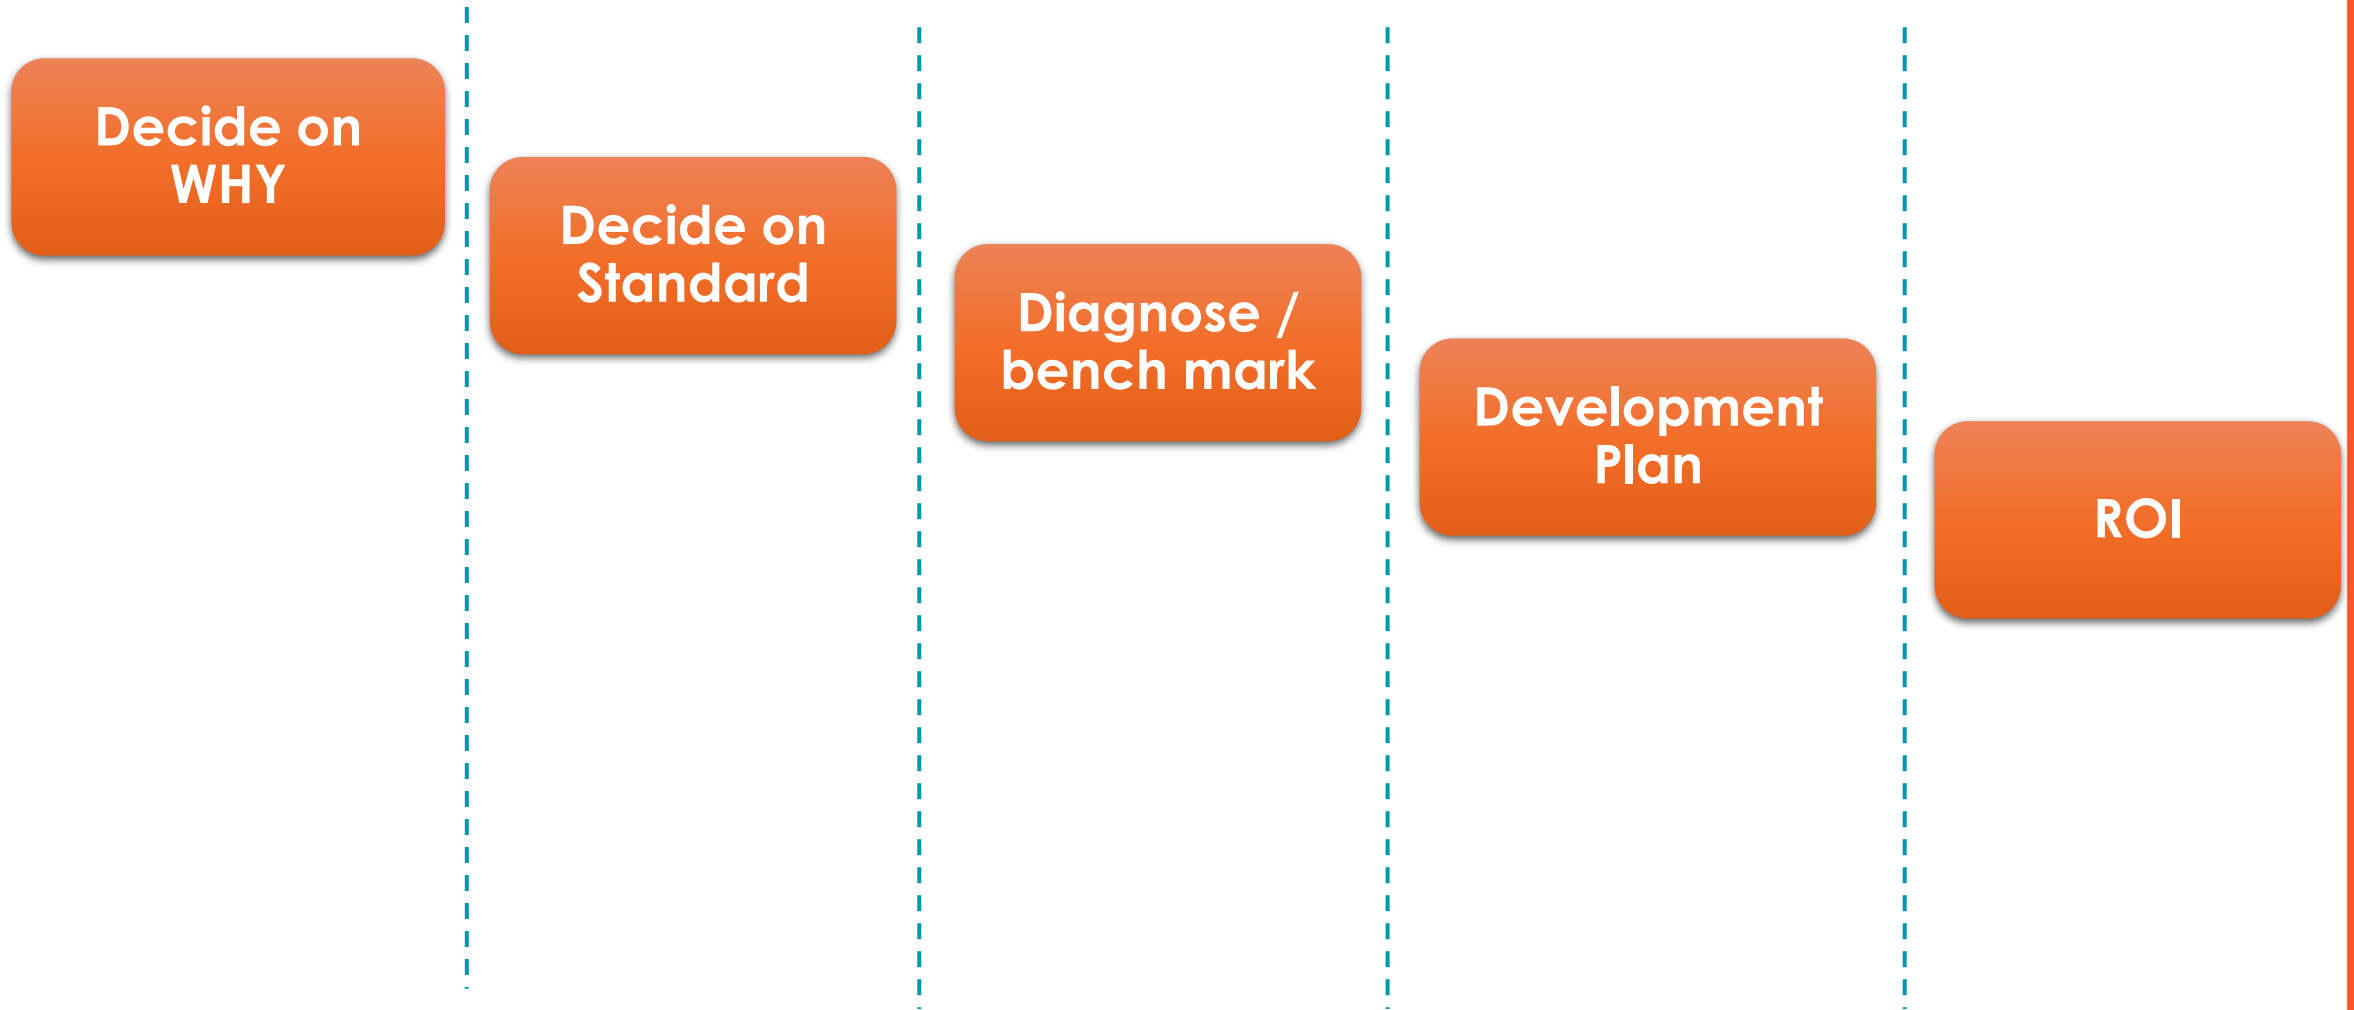 Decide on
WHY
Decide on
Standard
Diagnose /
bench mark
Development
Plan
ROI